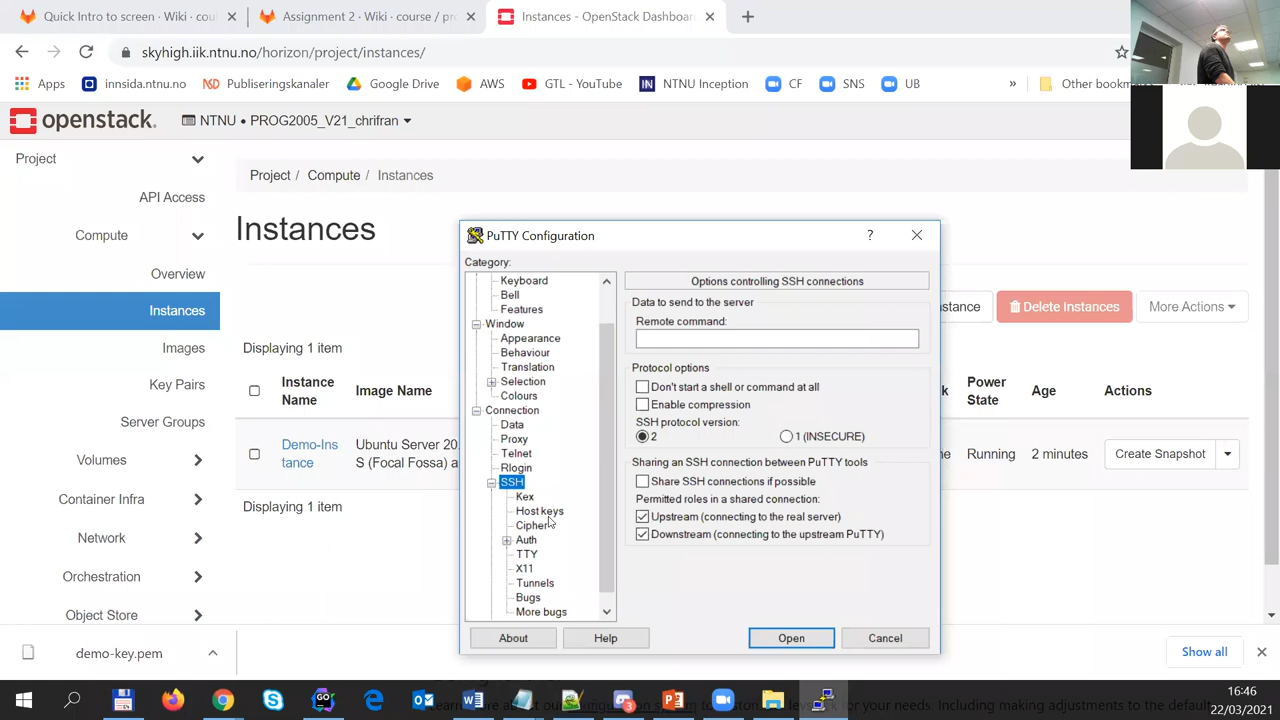 Quick Intro to screen · Wiki · cou
Assignment 2 · Wiki · course / pr
Instances - OpenStack Dashboar
skyhigh.iik.ntnu.no/horizon/project/instances/
Apps
innsida.ntnu.no
Publiseringskanaler
Google Drive
AWS
GTL - YouTube
NTNU Inception
CF
SNS
UB
»
Other bookm
openstack.
NTNU • PROG2005_V21_chrifran
Project
API Access
Compute
Overview
Instances
Images
Key Pairs
Server Groups
Volumes
Container Infra
Network
Orchestration
Object Store
Project / Compute / Instances
Instances
stance
Delete Instances
More Actions
Displaying 1 item
Instance Name
Image Name
k
Power State
Age
Actions
Demo-Ins
tance
Ubuntu Server 20.
S (Focal Fossa) a
ne
Running
2 minutes
Create Snapshot
Displaying 1 item
PuTTY Configuration
?
Category:
Keyboard
Bell
Features
Window
Appearance
Behaviour
Translation
Selection
Colours
Connection
Data
Proxy
Telnet
Rlogin
SSH
Kex
Host keys
Cipher
Auth
TTY
X11
Tunnels
Bugs
More bugs
Options controlling SSH connections
Data to send to the server
Remote command:
Protocol options
Don't start a shell or command at all
Enable compression
SSH protocol version:
2
1 (INSECURE)
Sharing an SSH connection between PuTTY tools
Share SSH connections if possible
Permitted roles in a shared connection:
Upstream (connecting to the real server)
Downstream (connecting to the upstream PuTTY)
About
Help
Open
Cancel
demo-key.pem
Show all
16:46
22/03/2021